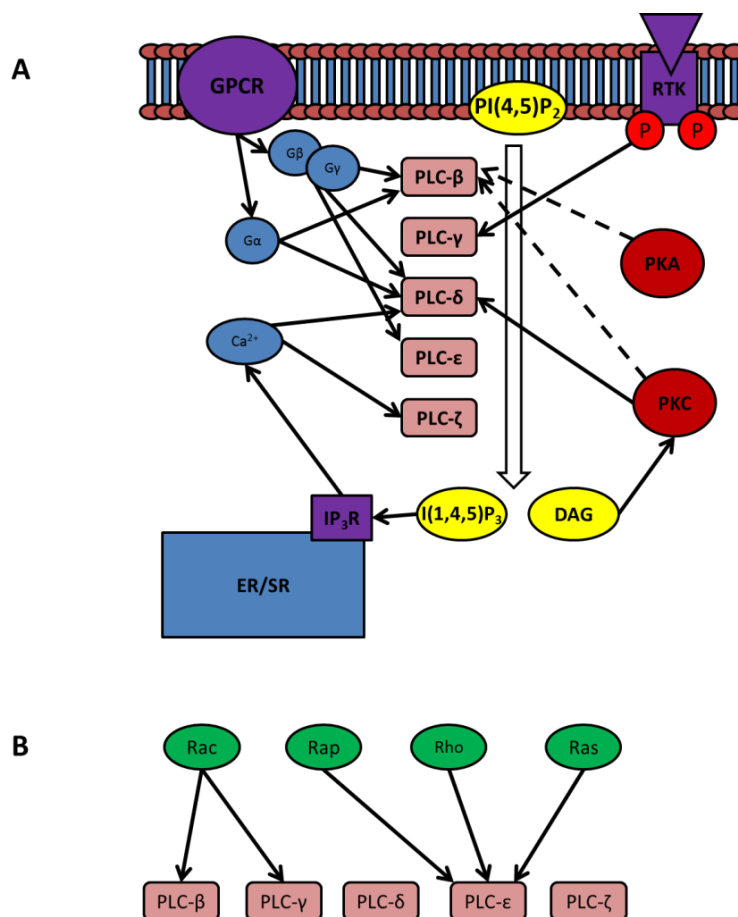 A
GPCR
RTK
PI(4,5)P₂
P
P
Gβ
Gγ
PLC-β
PLC-γ
Gα
PKA
PLC-δ
Ca²⁺
PLC-ε
PKC
PLC-ζ
IP₃R
I(1,4,5)P₃
DAG
ER/SR
B
Rac
Rap
Rho
Ras
PLC-β
PLC-γ
PLC-δ
PLC-ε
PLC-ζ